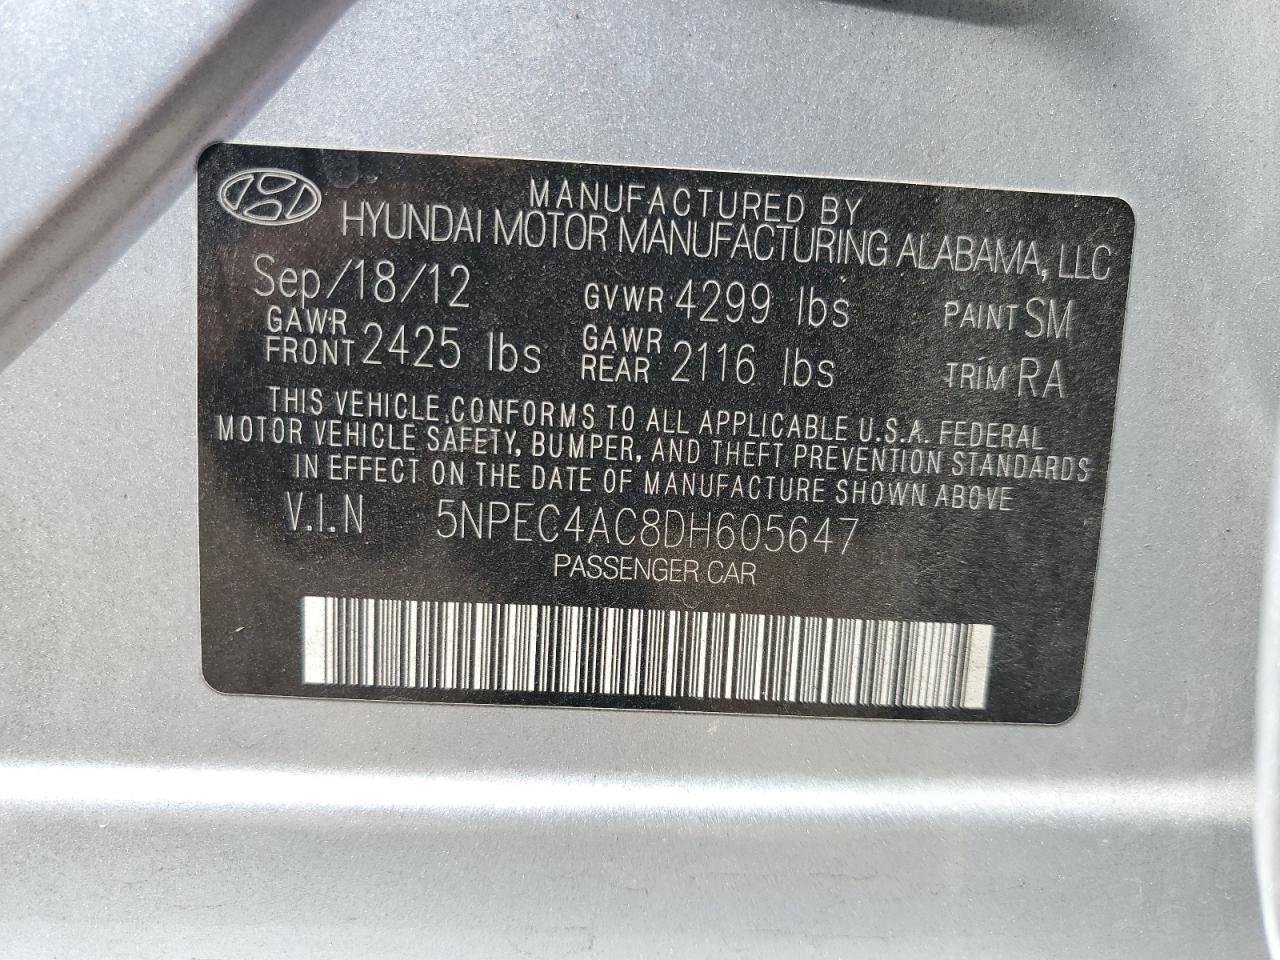 MANUFACTURED BY
HYUNDAI MOTOR MANUFACTURING ALABAMA, LLC
Sep/18/12 GVWR 4299 lbs PAINT SM
GAWR FRONT 2425 lbs GAWR REAR 2116 lbs TRIM RA
THIS VEHICLE CONFORMS TO ALL APPLICABLE U.S.A. FEDERAL
MOTOR VEHICLE SAFETY, BUMPER, AND THEFT PREVENTION STANDARDS
IN EFFECT ON THE DATE OF MANUFACTURE SHOWN ABOVE
V.I.N 5NPEC4AC8DH605647
PASSENGER CAR